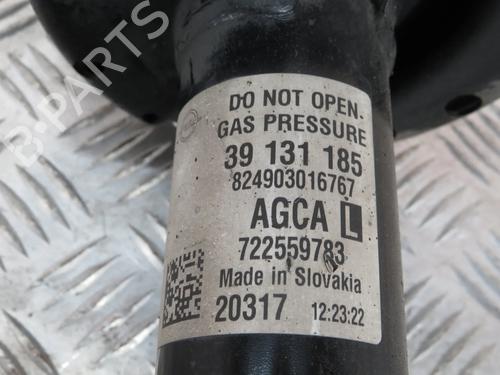 DO NOT OPEN.
GAS PRESSURE
39 131 185
824903016767
AGCA L
722559783
Made in Slovakia
20317 12:23:22
B-PARTS